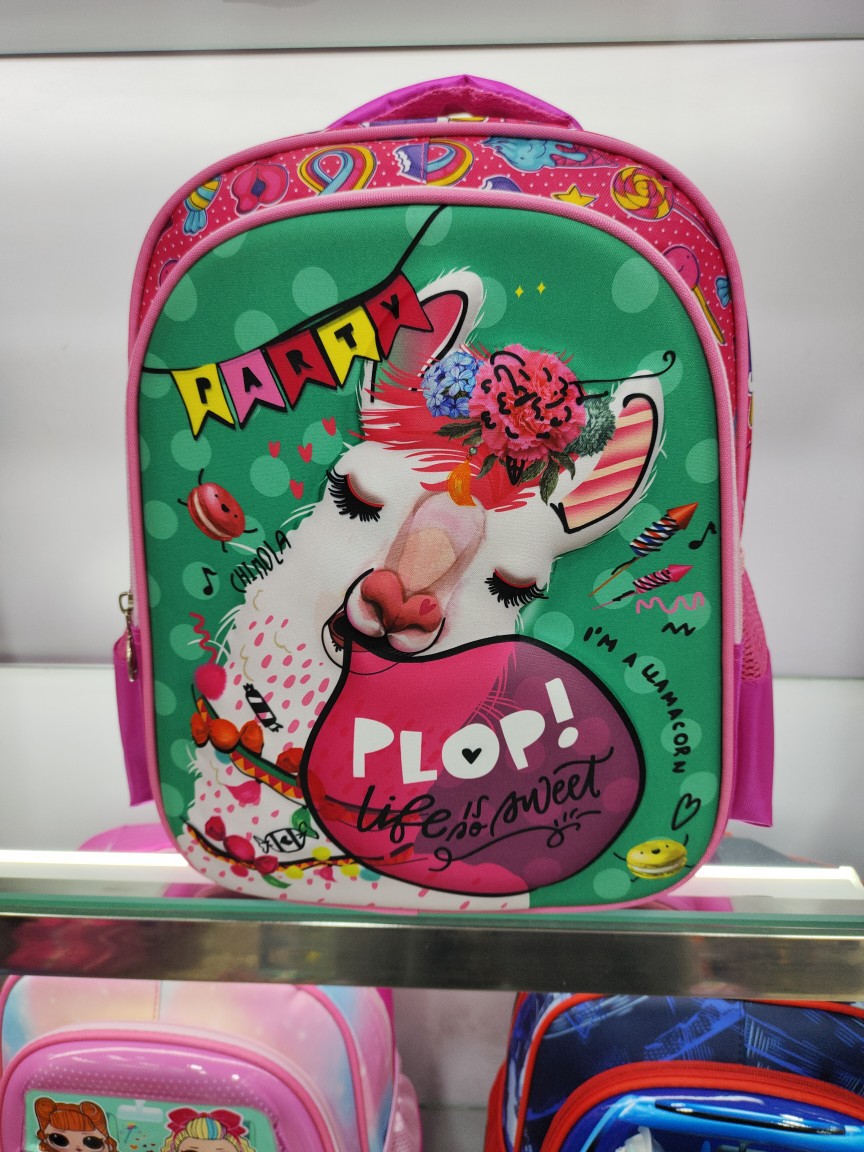 PARTY
CHINOLA
I'M A LLAMACORN
PLOP!
life is so sweet